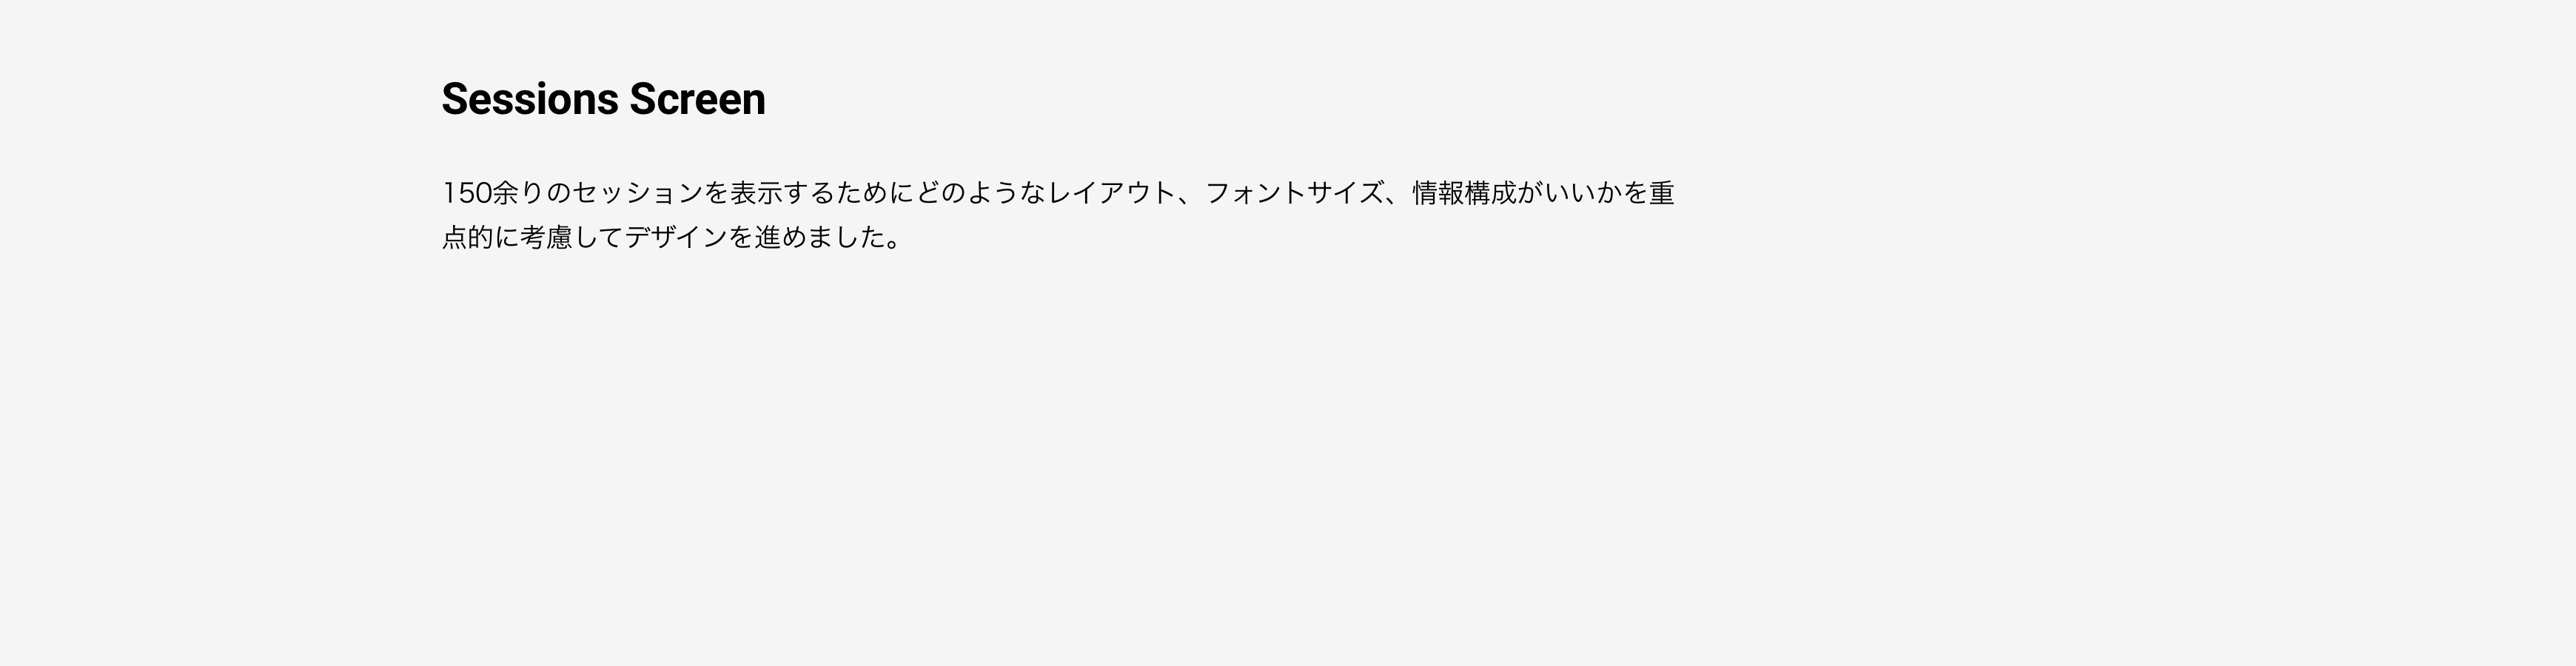 Sessions Screen
150余りのセッションを表示するためにどのようなレイアウト、フォントサイズ、情報構成がいいかを重
点的に考慮してデザインを進めました。